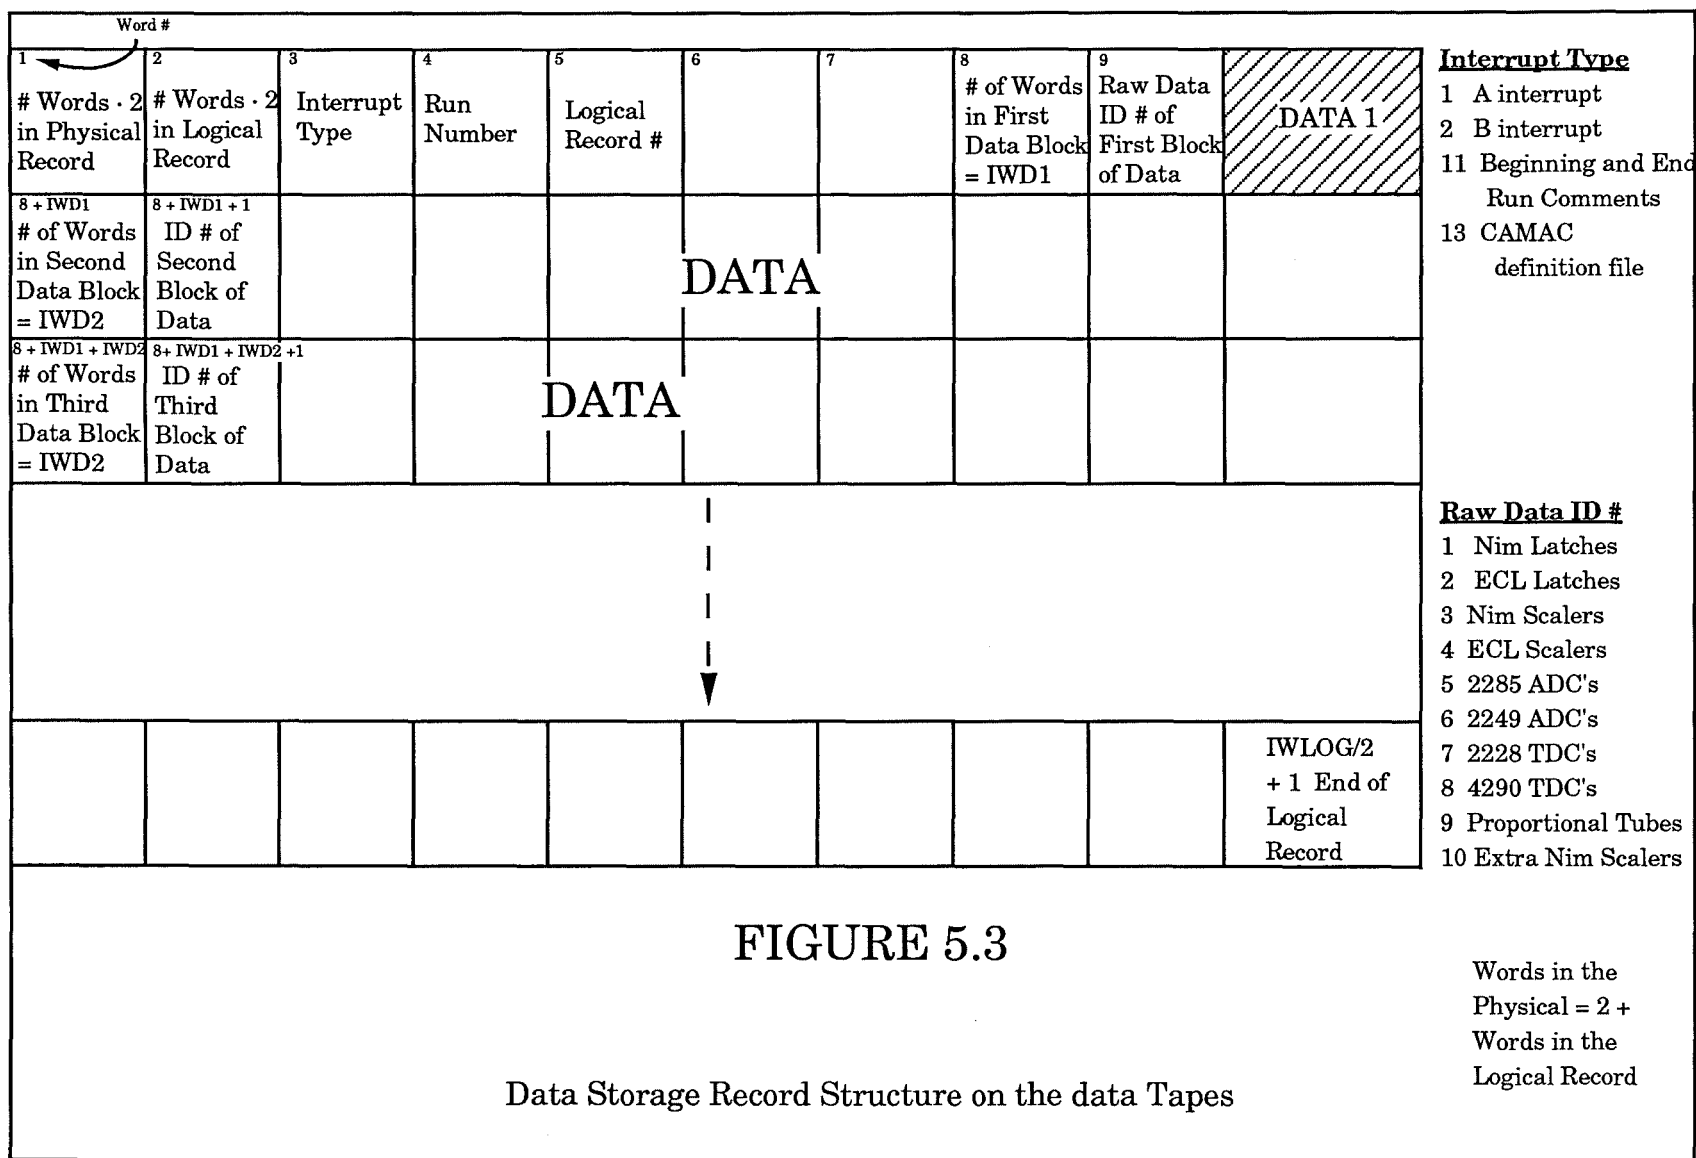 Word #
1
# Words · 2
in Physical
Record
2
# Words · 2
in Logical
Record
3
Interrupt
Type
4
Run
Number
5
Logical
Record #
6
7
8
# of Words
in First
Data Block
= IWD1
9
Raw Data
ID # of
First Block
of Data
DATA 1
8 + IWD1
# of Words
in Second
Data Block
= IWD2
8 + IWD1 + 1
ID # of
Second
Block of
Data
DATA
8 + IWD1 + IWD2
# of Words
in Third
Data Block
= IWD2
8+ IWD1 + IWD2 +1
ID # of
Third
Block of
Data
DATA
IWLOG/2
+ 1 End of
Logical
Record
Interrupt Type
1 A interrupt
2 B interrupt
11 Beginning and End
Run Comments
13 CAMAC
definition file
Raw Data ID #
1 Nim Latches
2 ECL Latches
3 Nim Scalers
4 ECL Scalers
5 2285 ADC's
6 2249 ADC's
7 2228 TDC's
8 4290 TDC's
9 Proportional Tubes
10 Extra Nim Scalers
Words in the
Physical = 2 +
Words in the
Logical Record
FIGURE 5.3
Data Storage Record Structure on the data Tapes